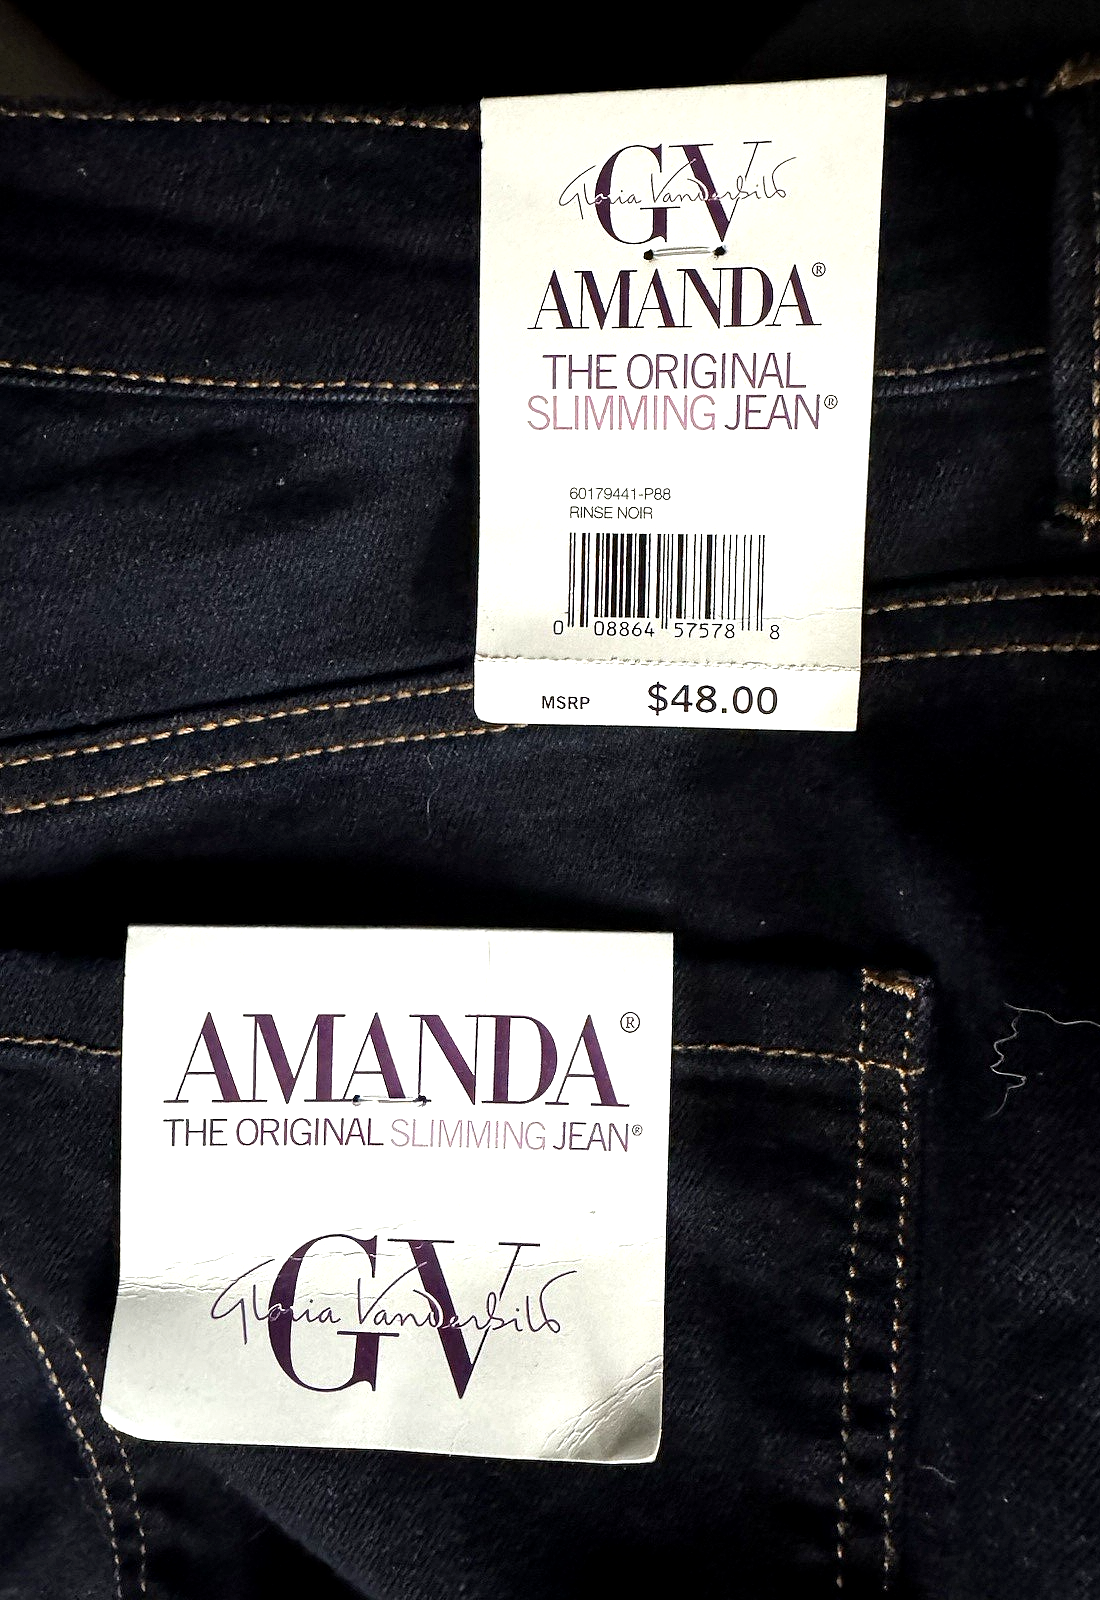 GV
Gloria Vanderbilt
AMANDA®
THE ORIGINAL
SLIMMING JEAN®
60179441-P88
RINSE NOIR
0 08864 57578 8
MSRP $48.00
AMANDA®
THE ORIGINAL SLIMMING JEAN®
GV
Gloria Vanderbilt